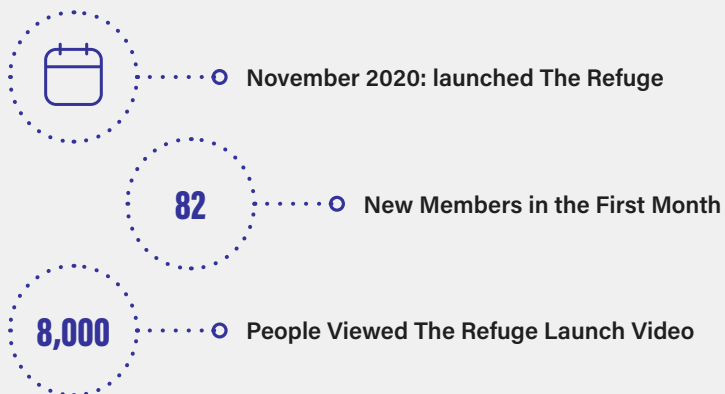 November 2020: launched The Refuge
82
New Members in the First Month
8,000
People Viewed The Refuge Launch Video